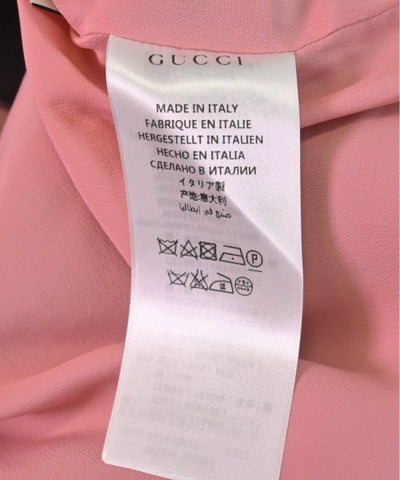 GUCCI
MADE IN ITALY
FABRIQUE EN ITALIE
HERGESTELLT IN ITALIEN
HECHO EN ITALIA
СДЕЛАНО В ИТАЛИИ
イタリア製
产地:意大利
صنع في إيطاليا
P